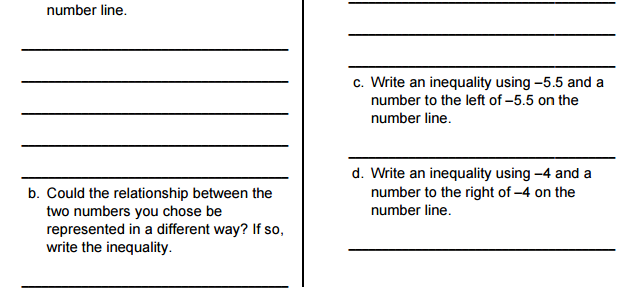 number line.
b. Could the relationship between the
two numbers you chose be
represented in a different way? If so,
write the inequality.
c. Write an inequality using –5.5 and a
number to the left of –5.5 on the
number line.
d. Write an inequality using –4 and a
number to the right of –4 on the
number line.